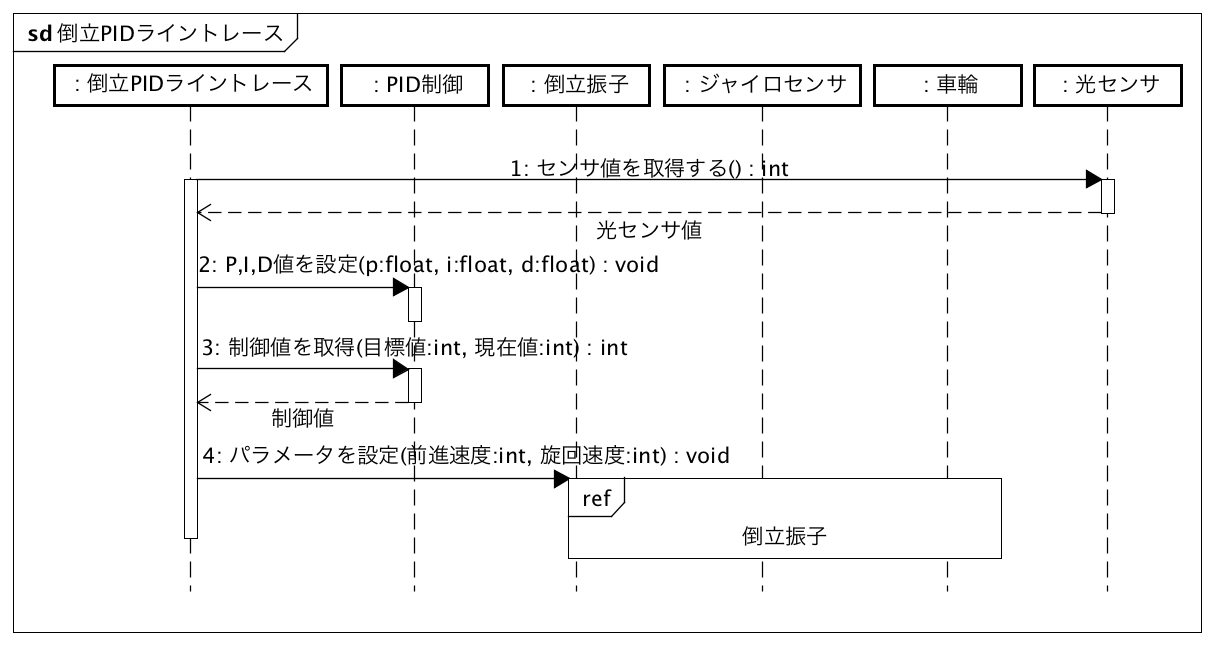 sd 倒立PIDライントレース
: 倒立PIDライントレース
: PID制御
: 倒立振子
: ジャイロセンサ
: 車輪
: 光センサ
1: センサ値を取得する() : int
光センサ値
2: P,I,D値を設定(p:float, i:float, d:float) : void
3: 制御値を取得(目標値:int, 現在値:int) : int
制御値
4: パラメータを設定(前進速度:int, 旋回速度:int) : void
ref
倒立振子